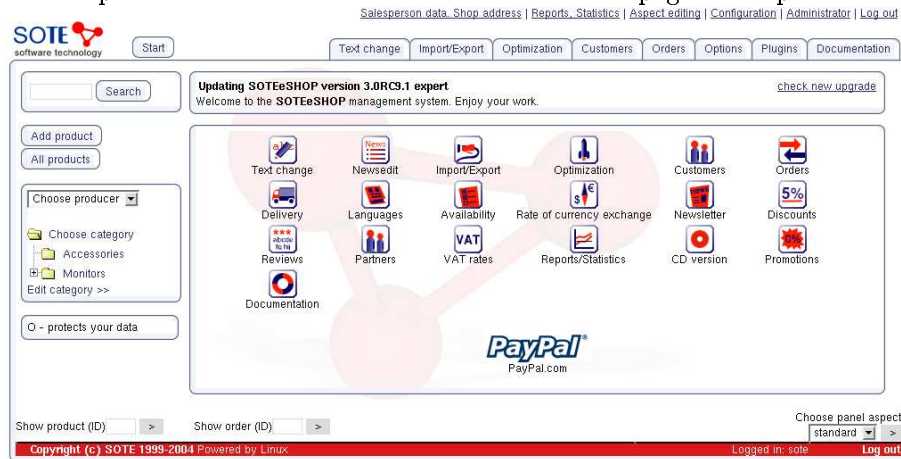 Salesperson data, Shop address | Reports, Statistics | Aspect editing | Configuration | Administrator | Log out
SOTE
software technology
Start
Text change Import/Export Optimization Customers Orders Options Plugins Documentation
Search
Updating SOTEeSHOP version 3.0RC9.1 expert
check new upgrade
Welcome to the SOTEeSHOP management system. Enjoy your work.
Add product
All products
Choose producer
Choose category
Accessories
Monitors
Edit category >>
O - protects your data
News
Text change Newsedit Import/Export Optimization Customers Orders
5%
Delivery Languages Availability Rate of currency exchange Newsletter Discounts
VAT
0%
Reviews Partners VAT rates Reports/Statistics CD version Promotions
Documentation
PayPal
PayPal.com
Choose panel aspect
Show product (ID) > Show order (ID) >
standard >
Copyright (c) SOTE 1999-2004 Powered by Linux Logged in: sote Log out